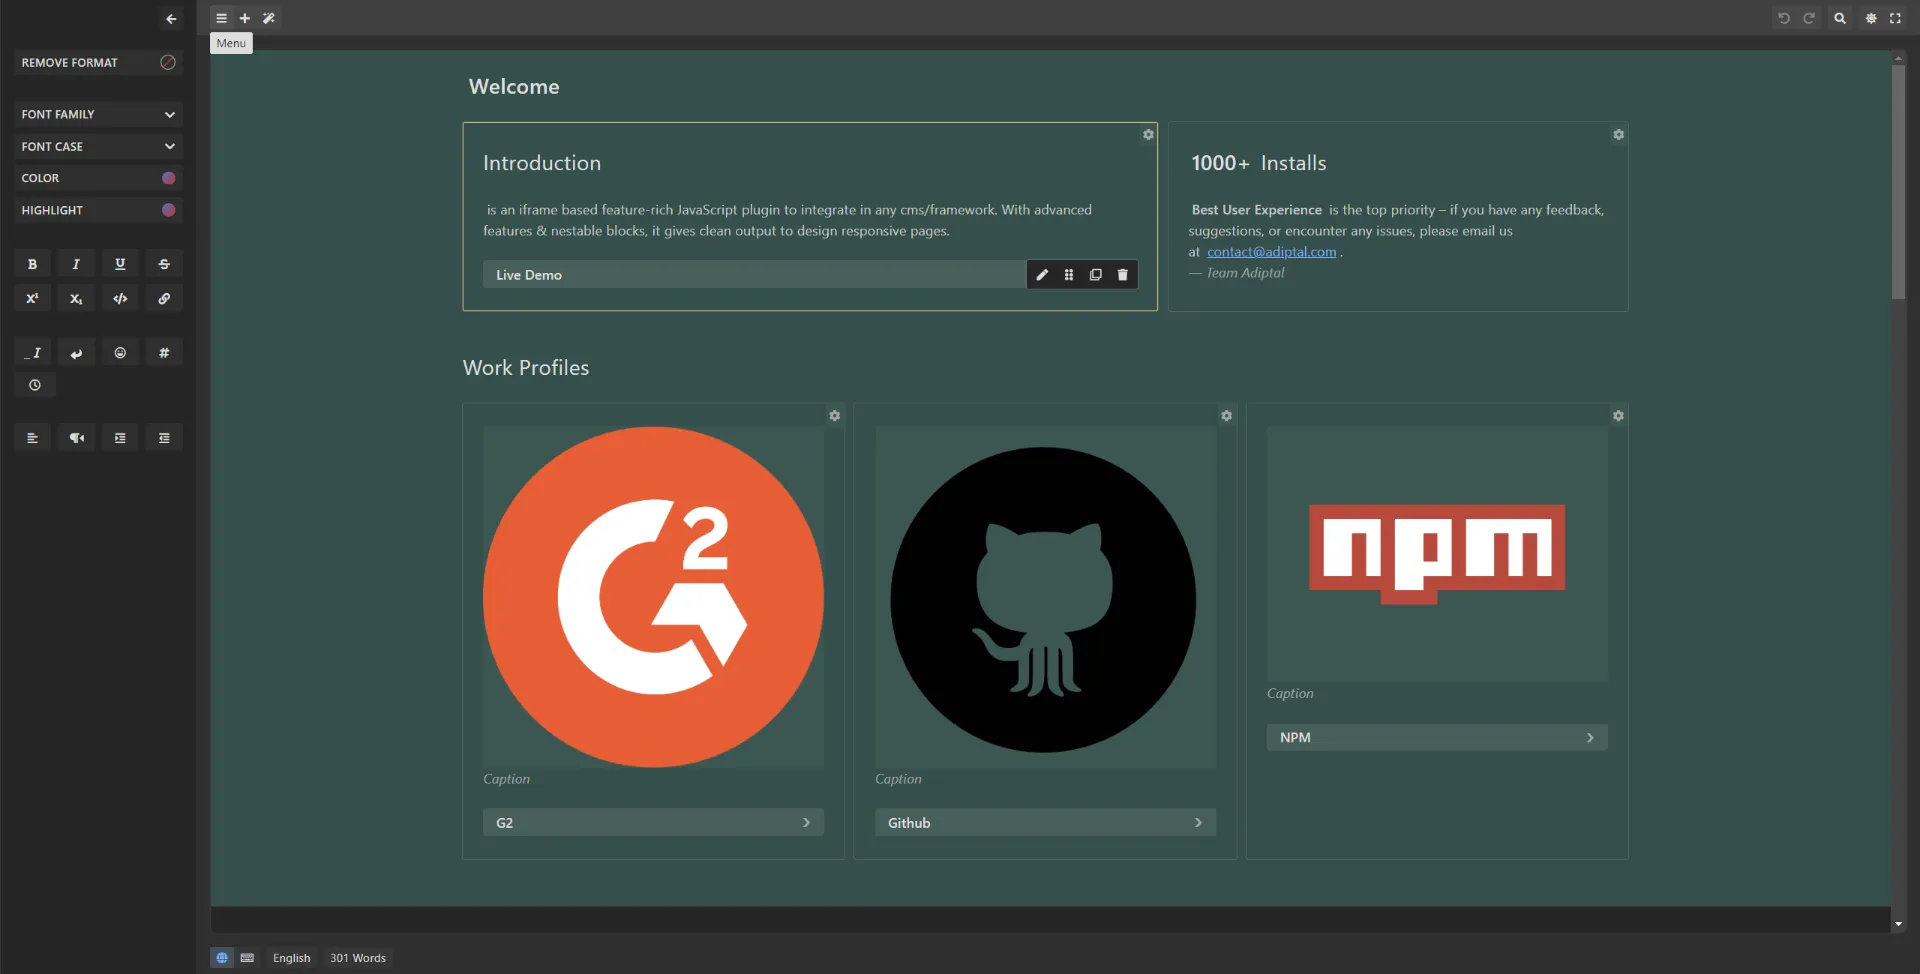 Menu
REMOVE FORMAT
FONT FAMILY
FONT CASE
COLOR
HIGHLIGHT
B I U S
X¹ X₁ </>
_I #
Welcome
Introduction
is an iframe based feature-rich JavaScript plugin to integrate in any cms/framework. With advanced
features & nestable blocks, it gives clean output to design responsive pages.
Live Demo
1000+ Installs
Best User Experience is the top priority – if you have any feedback,
suggestions, or encounter any issues, please email us
at contact@adiptal.com .
— Team Adiptal
Work Profiles
G2
Caption
G2
Caption
Github
npm
Caption
NPM
English 301 Words